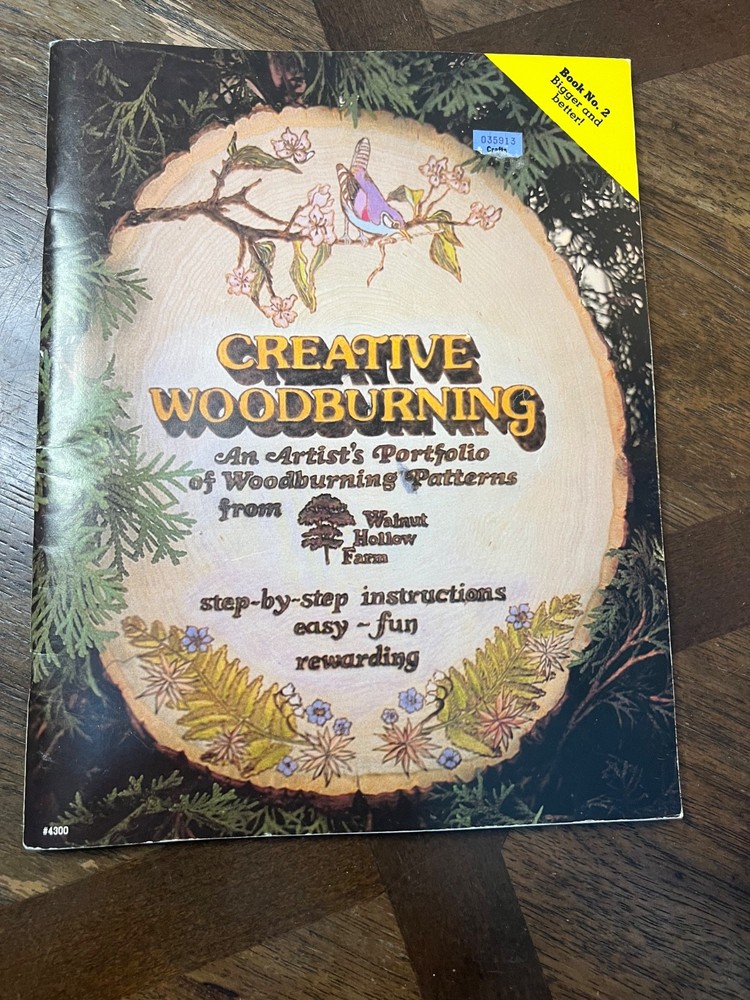 Book No. 2
Bigger and
better!
035913
Crafts
CREATIVE
WOODBURNING
An Artist's Portfolio
of Woodburning Patterns
from
Walnut
Hollow
Farm
step-by-step instructions
easy - fun
rewarding
#4300